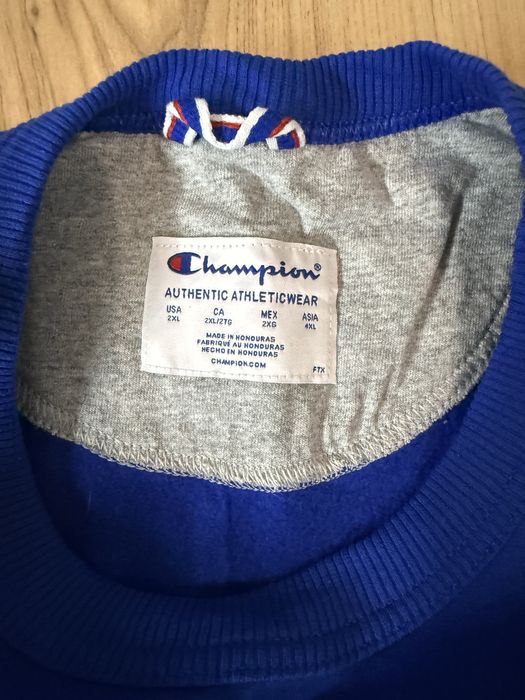 Champion®
AUTHENTIC ATHLETICWEAR
USA CA MEX ASIA
2XL 2XL/2TG 2XG 4XL
MADE IN HONDURAS
FABRIQUÉ AU HONDURAS
HECHO EN HONDURAS
CHAMPION.COM
FTX